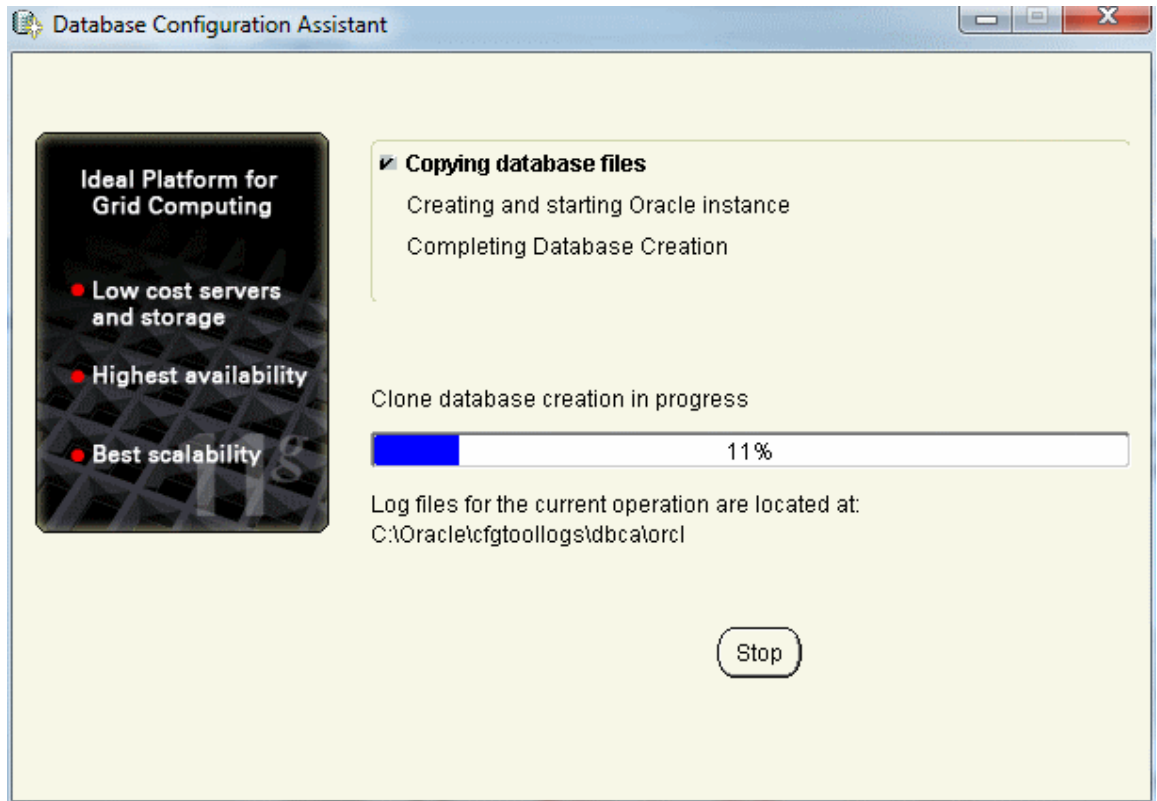 Database Configuration Assistant
Ideal Platform for
Grid Computing
Low cost servers
and storage
Highest availability
Best scalability
11g
Copying database files
Creating and starting Oracle instance
Completing Database Creation
Clone database creation in progress
11%
Log files for the current operation are located at:
C:\Oracle\cfgtoollogs\dbca\orcl
Stop